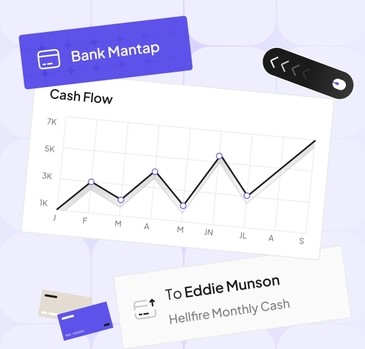 Bank Mantap
Cash Flow
7K
5K
3K
1K
J F M A M JN JL A S
To Eddie Munson
Hellfire Monthly Cash